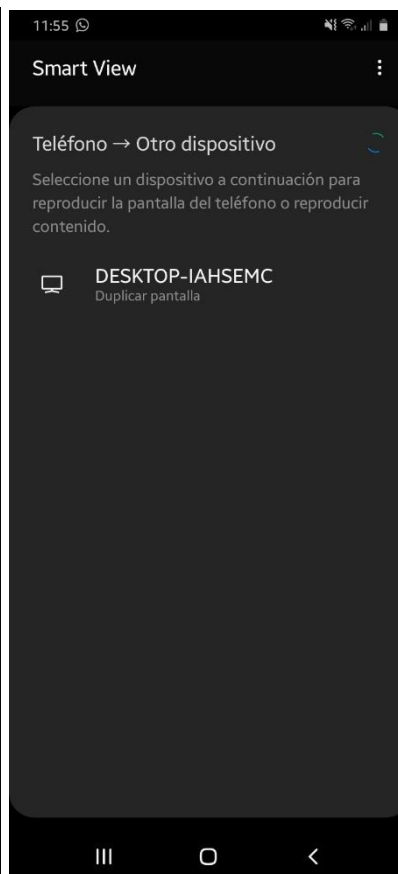 11:55
Smart View
Teléfono → Otro dispositivo
Seleccione un dispositivo a continuación para
reproducir la pantalla del teléfono o reproducir
contenido.
DESKTOP-IAHSEMC
Duplicar pantalla